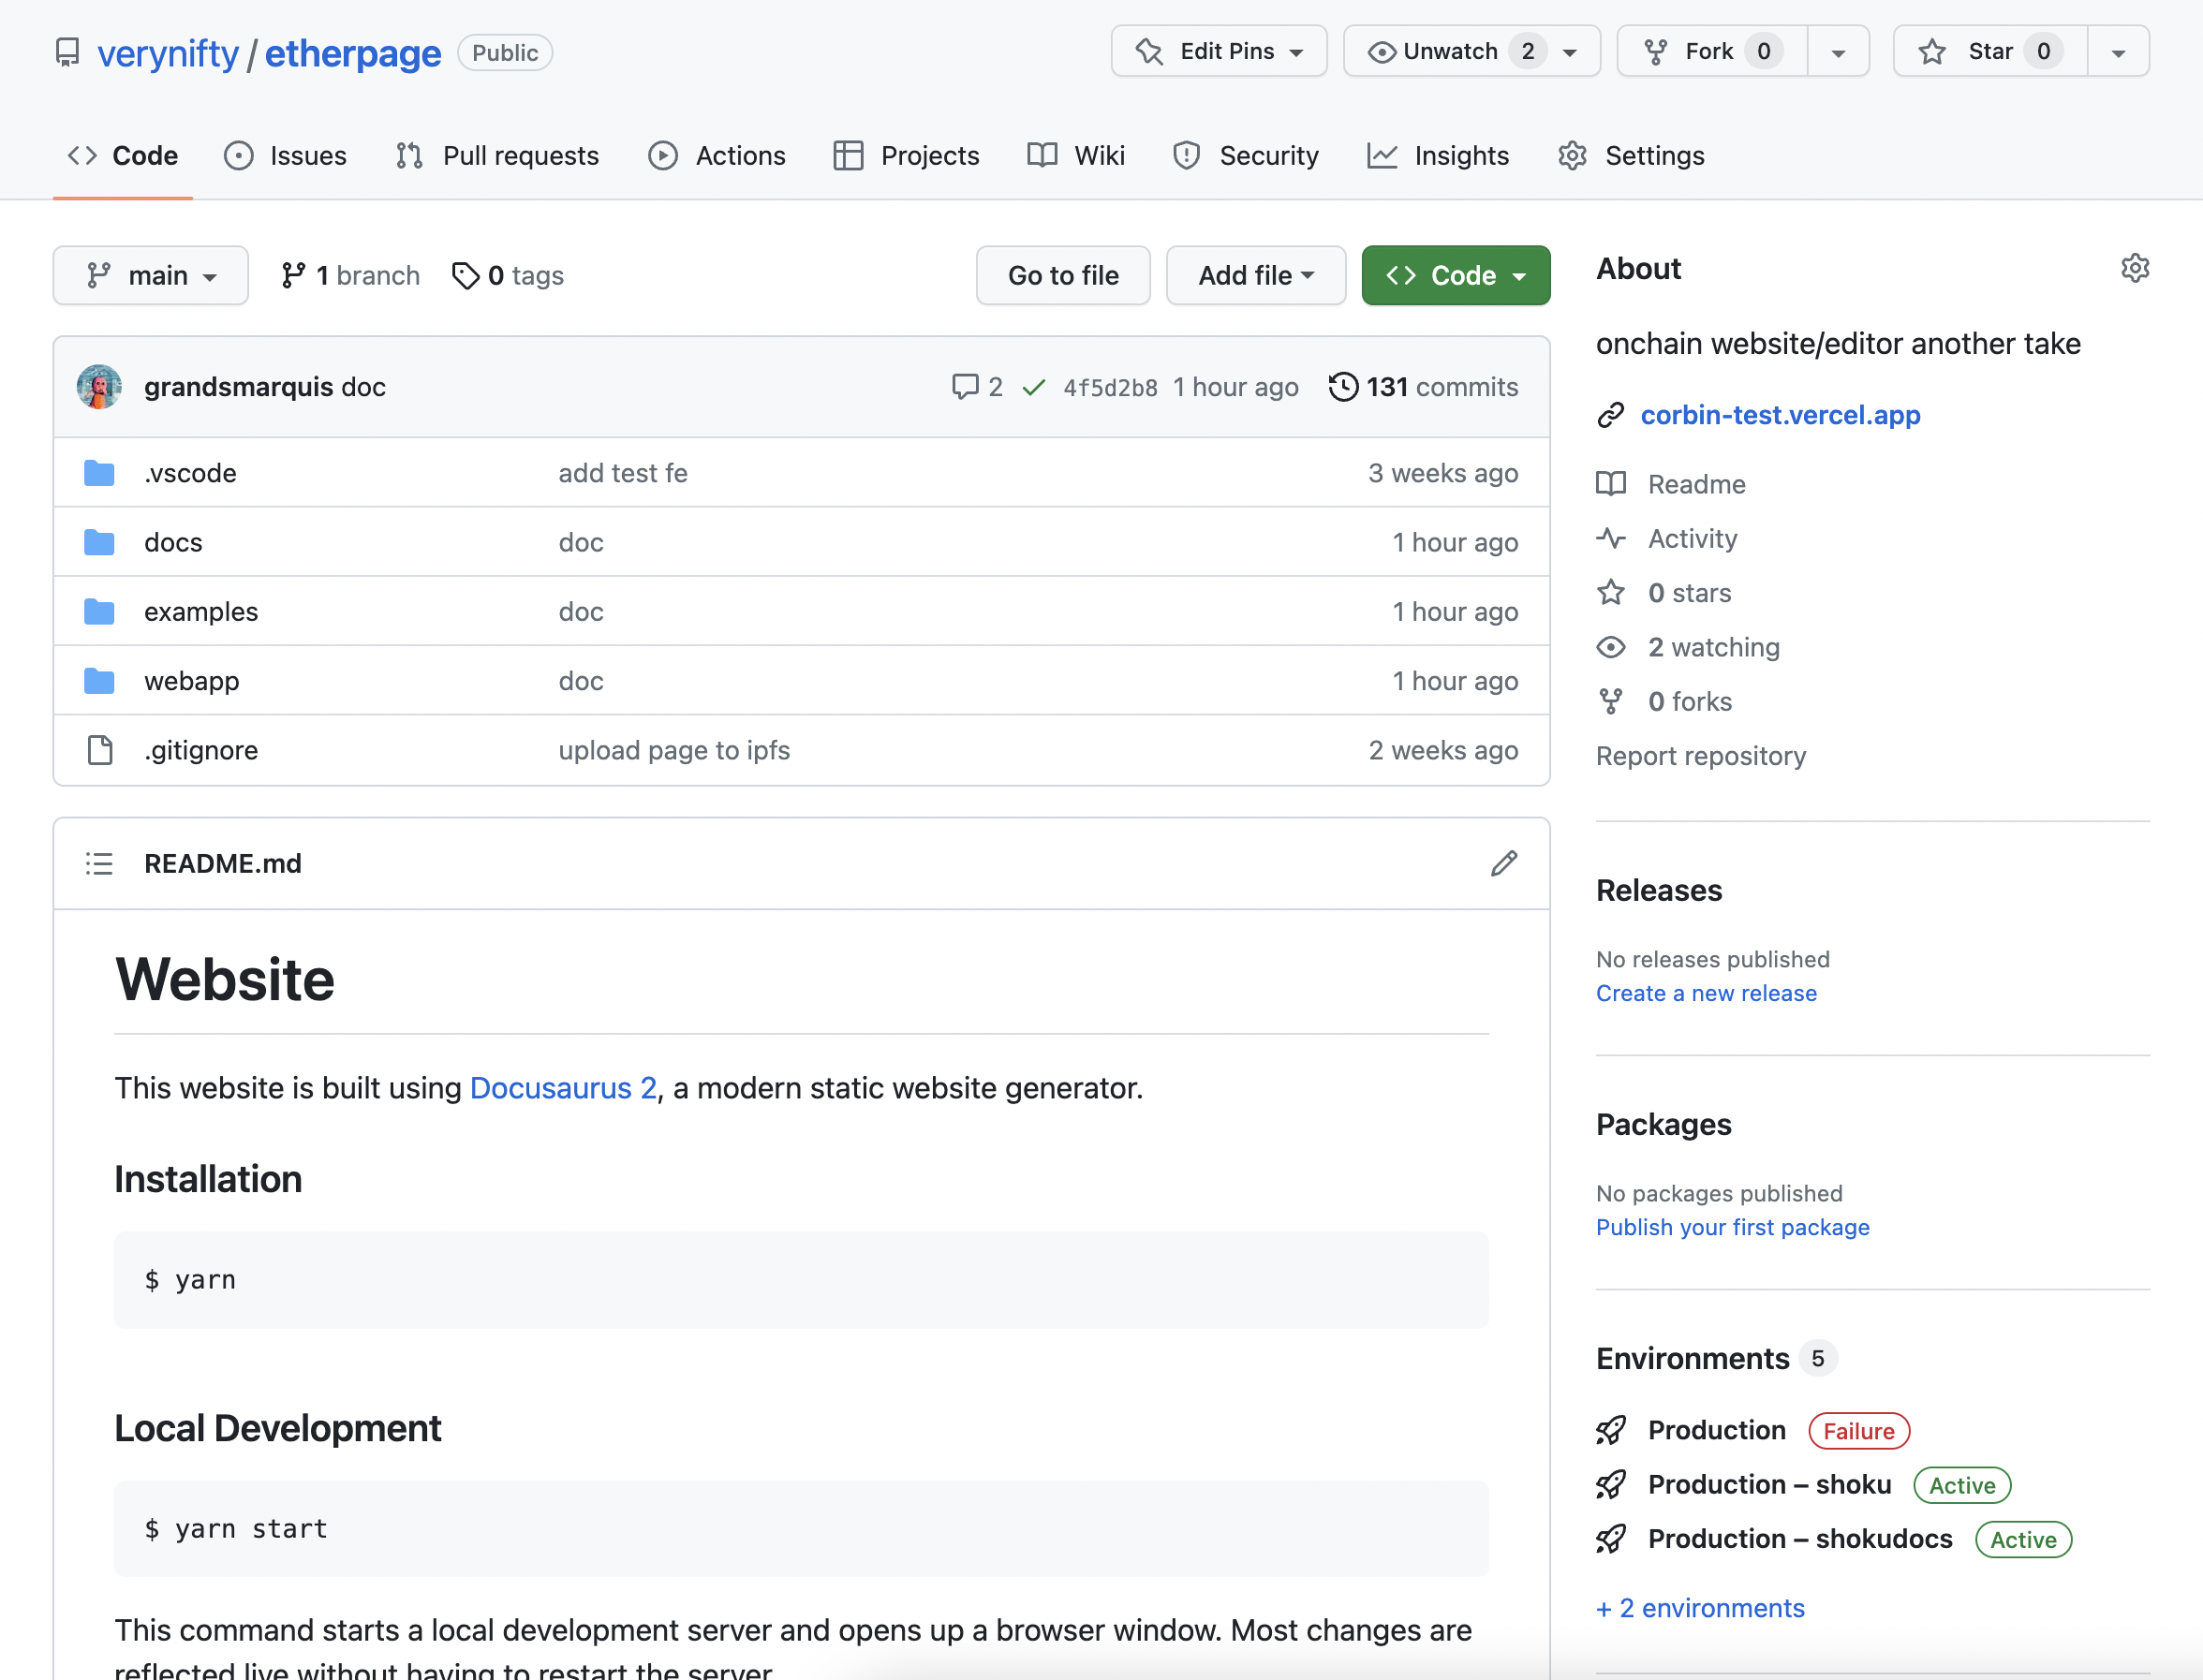 verynifty / etherpage Public
Edit Pins Unwatch 2 Fork 0 Star 0
Code Issues Pull requests Actions Projects Wiki Security Insights Settings
main 1 branch 0 tags Go to file Add file Code
grandsmarquis doc 2 4f5d2b8 1 hour ago 131 commits
.vscode add test fe 3 weeks ago
docs doc 1 hour ago
examples doc 1 hour ago
webapp doc 1 hour ago
.gitignore upload page to ipfs 2 weeks ago
README.md
Website
This website is built using Docusaurus 2, a modern static website generator.
Installation
$ yarn
Local Development
$ yarn start
This command starts a local development server and opens up a browser window. Most changes are
reflected live without having to restart the server.
About
onchain website/editor another take
corbin-test.vercel.app
Readme
Activity
0 stars
2 watching
0 forks
Report repository
Releases
No releases published
Create a new release
Packages
No packages published
Publish your first package
Environments 5
Production Failure
Production – shoku Active
Production – shokudocs Active
+ 2 environments